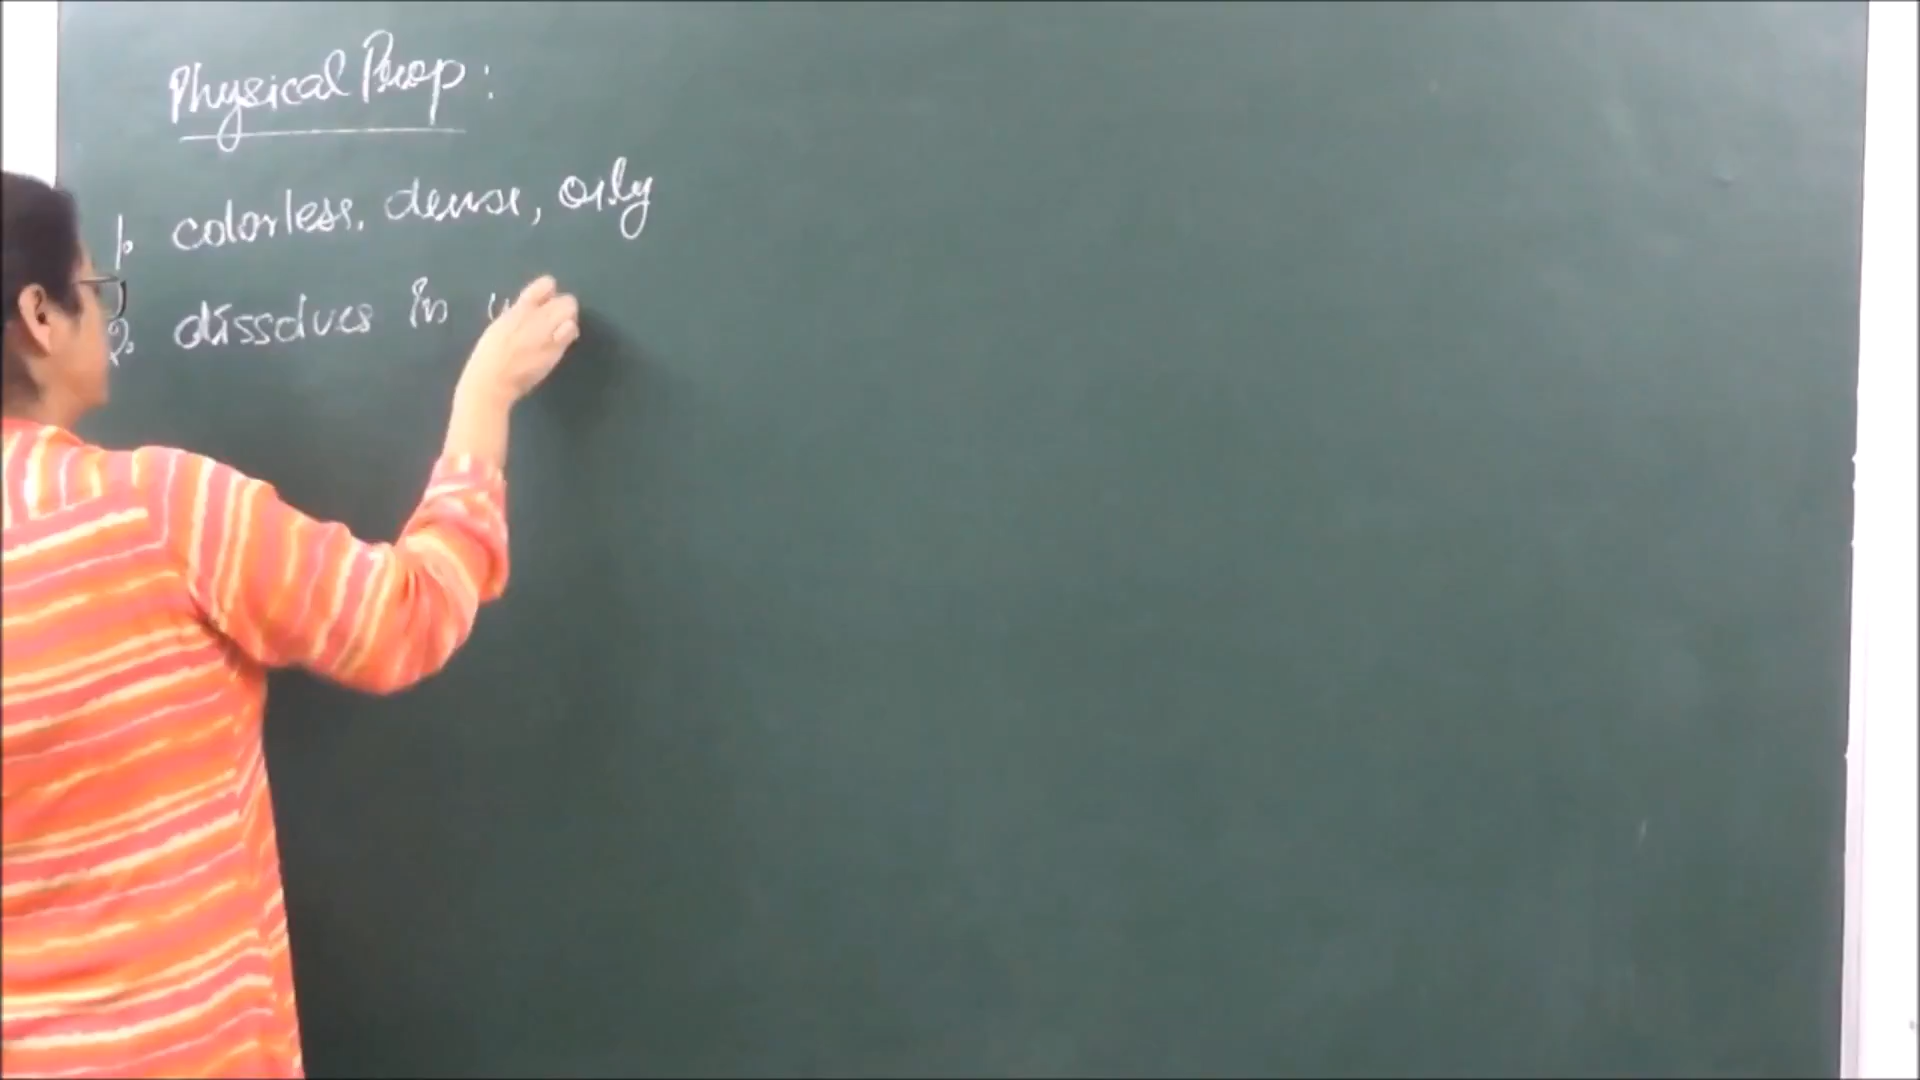 Physical Prop:
1. colorless, dense, oily
2. dissolves in